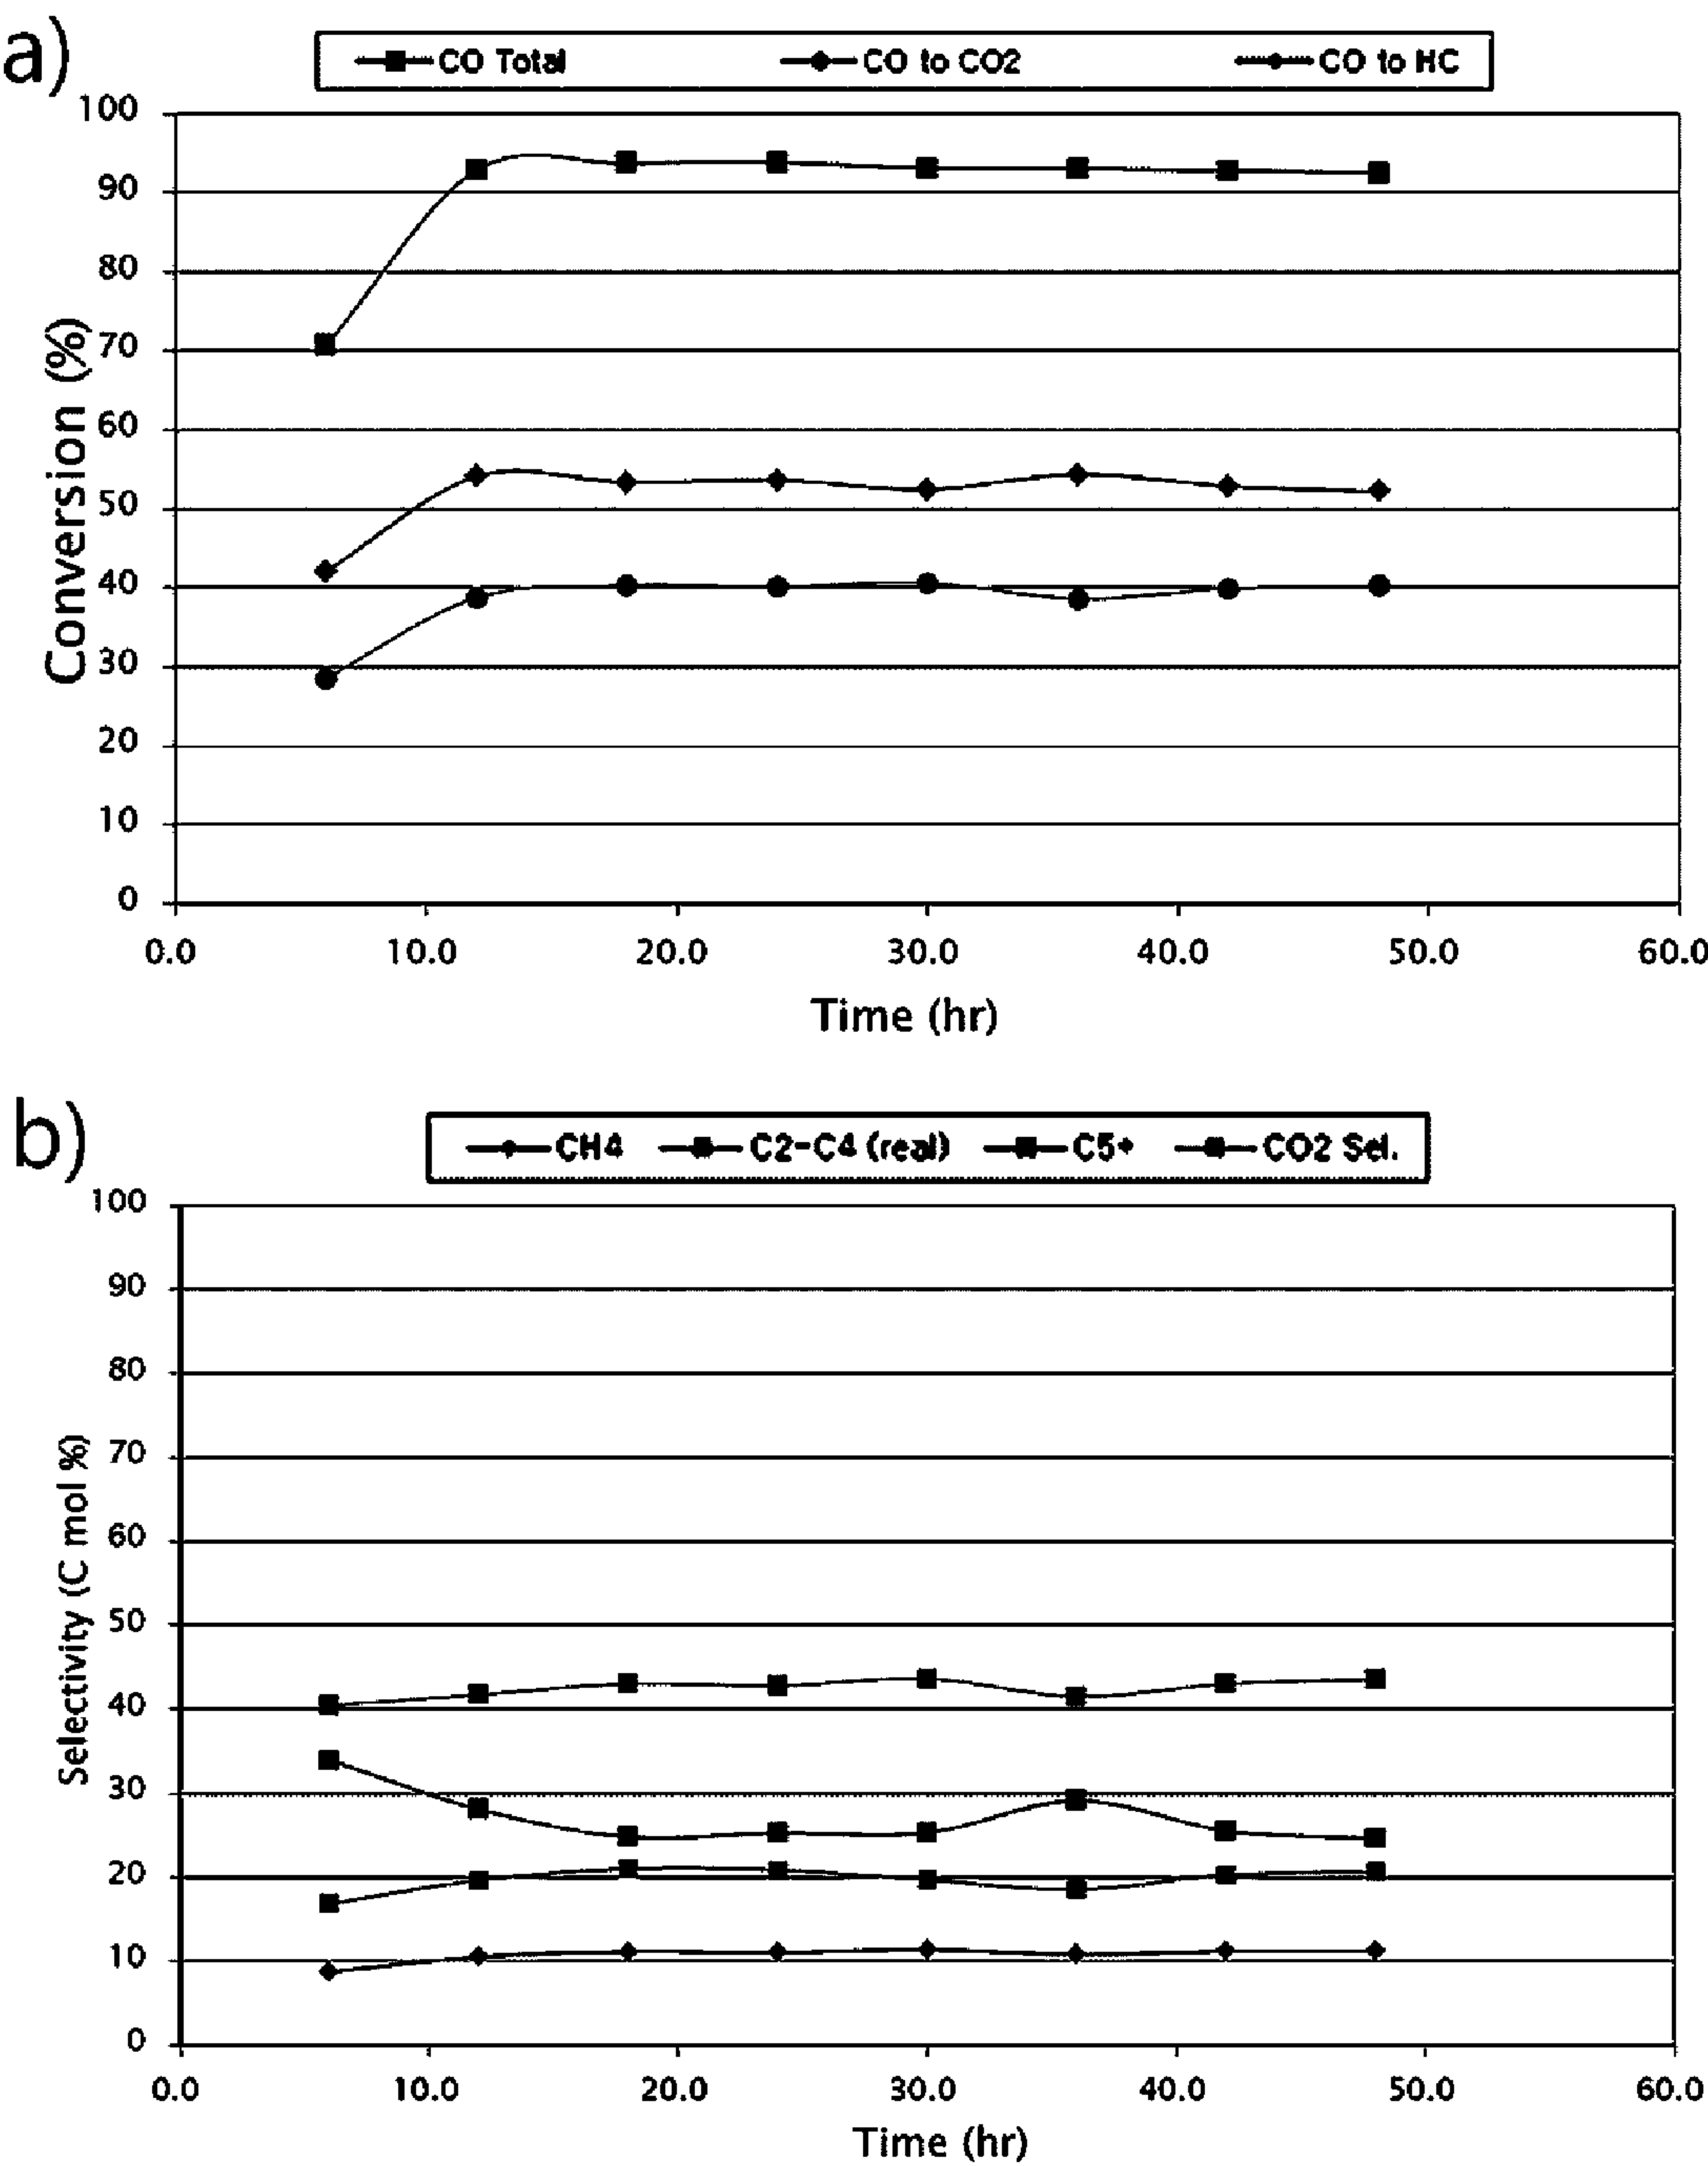 a)
CO Total CO to CO2 CO to HC
100
90
80
70
60
50
40
30
20
10
0
Conversion (%)
0.0 10.0 20.0 30.0 40.0 50.0 60.0
Time (hr)
b)
CH4 C2-C4 (real) C5+ CO2 Sel.
100
90
80
70
60
50
40
30
20
10
0
Selectivity (C mol %)
0.0 10.0 20.0 30.0 40.0 50.0 60.0
Time (hr)